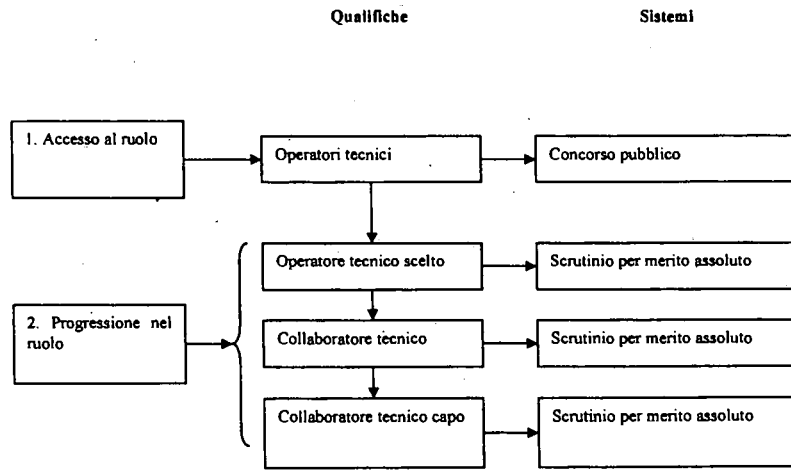 Qualifiche Sistemi
1. Accesso al ruolo
Operatori tecnici
Concorso pubblico
Operatore tecnico scelto
Scrutinio per merito assoluto
2. Progressione nel
ruolo
Collaboratore tecnico
Scrutinio per merito assoluto
Collaboratore tecnico capo
Scrutinio per merito assoluto